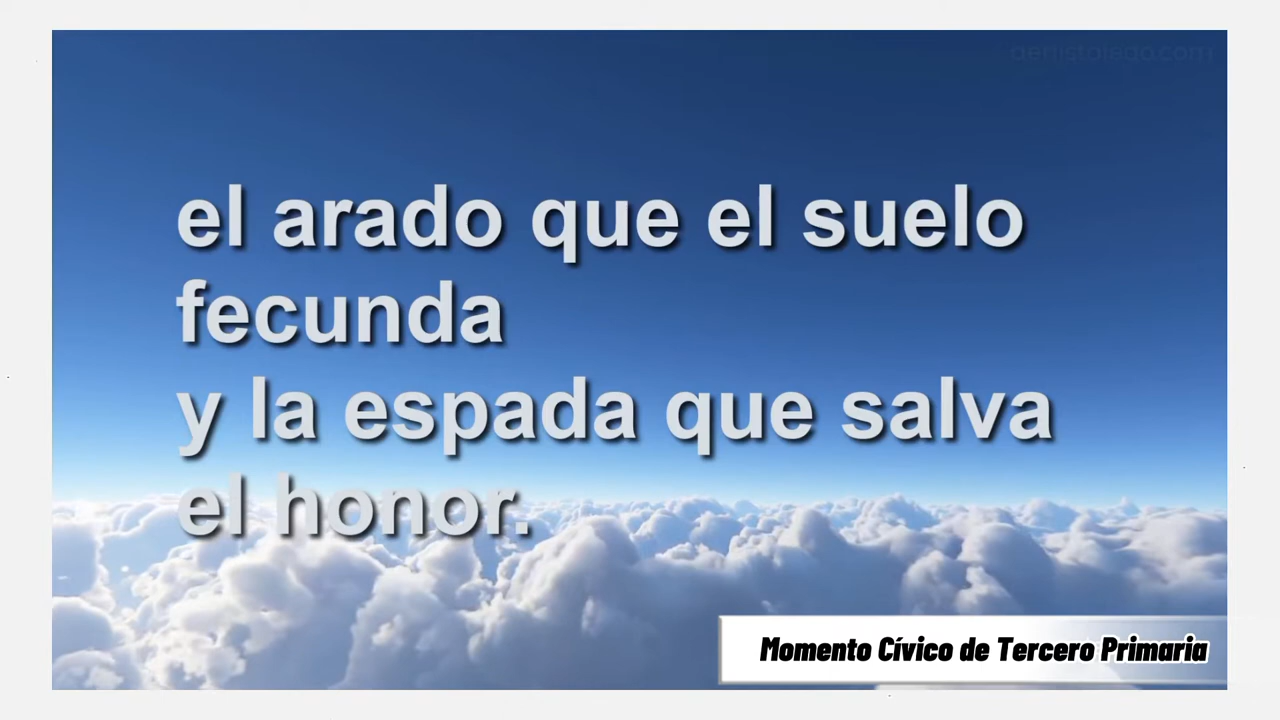 el arado que el suelo
fecunda
y la espada que salva
el honor.
Momento Cívico de Tercero Primaria